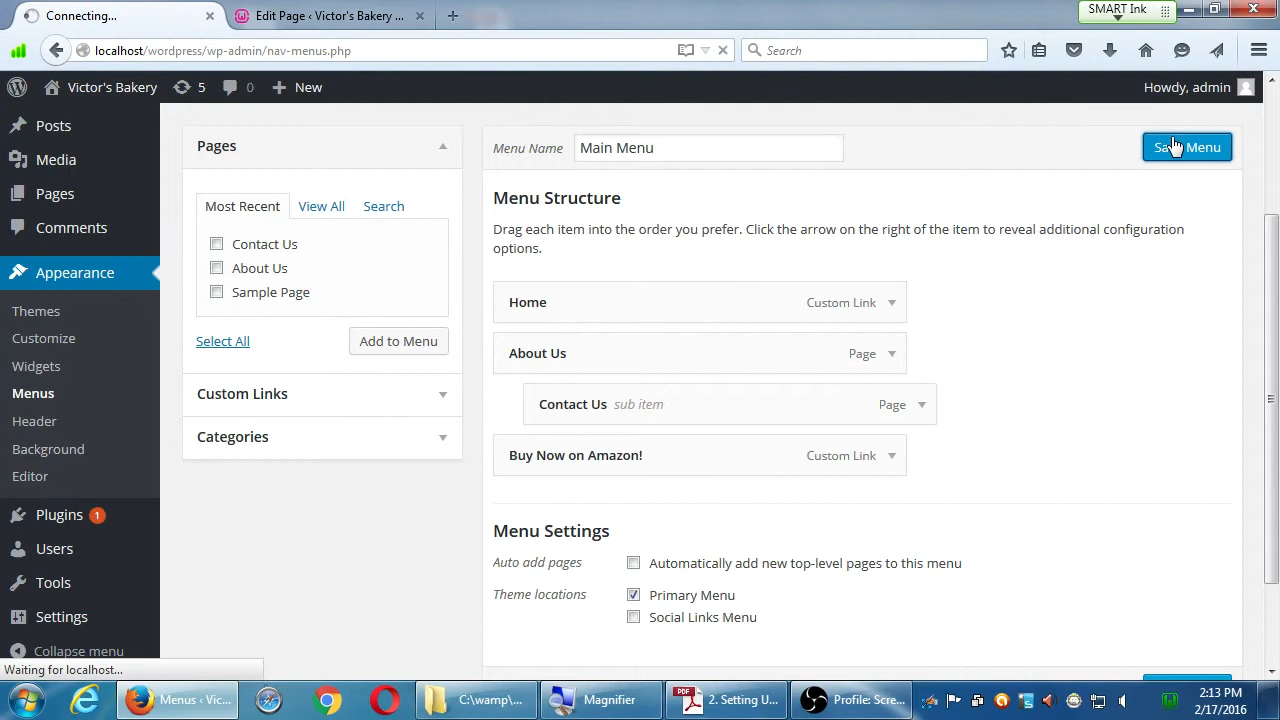 Connecting...
Edit Page ‹ Victor's Bakery ...
SMART Ink
localhost/wordpress/wp-admin/nav-menus.php
Search
Victor's Bakery
5
0
New
Howdy, admin
Posts
Media
Pages
Comments
Appearance
Themes
Customize
Widgets
Menus
Header
Background
Editor
Plugins 1
Users
Tools
Settings
Collapse menu
Pages
Most Recent
View All
Search
Contact Us
About Us
Sample Page
Select All
Add to Menu
Custom Links
Categories
Menu Name
Main Menu
Save Menu
Menu Structure
Drag each item into the order you prefer. Click the arrow on the right of the item to reveal additional configuration
options.
Home
Custom Link
About Us
Page
Contact Us sub item
Page
Buy Now on Amazon!
Custom Link
Menu Settings
Auto add pages
Automatically add new top-level pages to this menu
Theme locations
Primary Menu
Social Links Menu
Waiting for localhost...
Menus ‹ Vic...
C:\wamp\...
Magnifier
PDF
2. Setting U...
Profile: Scre...
2:13 PM
2/17/2016